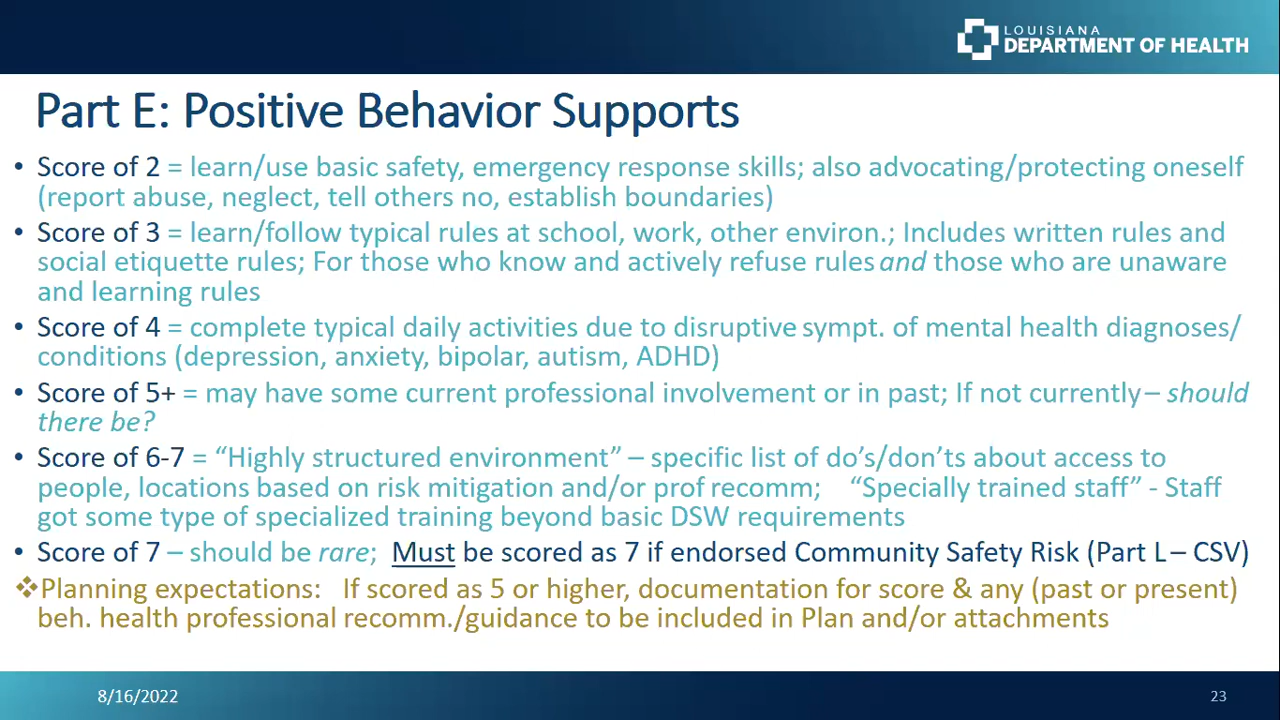 LOUISIANA
DEPARTMENT OF HEALTH
Part E: Positive Behavior Supports
• Score of 2 = learn/use basic safety, emergency response skills; also advocating/protecting oneself
(report abuse, neglect, tell others no, establish boundaries)
• Score of 3 = learn/follow typical rules at school, work, other environ.; Includes written rules and
social etiquette rules; For those who know and actively refuse rules and those who are unaware
and learning rules
• Score of 4 = complete typical daily activities due to disruptive sympt. of mental health diagnoses/
conditions (depression, anxiety, bipolar, autism, ADHD)
• Score of 5+ = may have some current professional involvement or in past; If not currently – should
there be?
• Score of 6-7 = “Highly structured environment” – specific list of do’s/don’ts about access to
people, locations based on risk mitigation and/or prof recomm; “Specially trained staff” - Staff
got some type of specialized training beyond basic DSW requirements
• Score of 7 – should be rare; Must be scored as 7 if endorsed Community Safety Risk (Part L – CSV)
❖Planning expectations: If scored as 5 or higher, documentation for score & any (past or present)
beh. health professional recomm./guidance to be included in Plan and/or attachments
8/16/2022
23